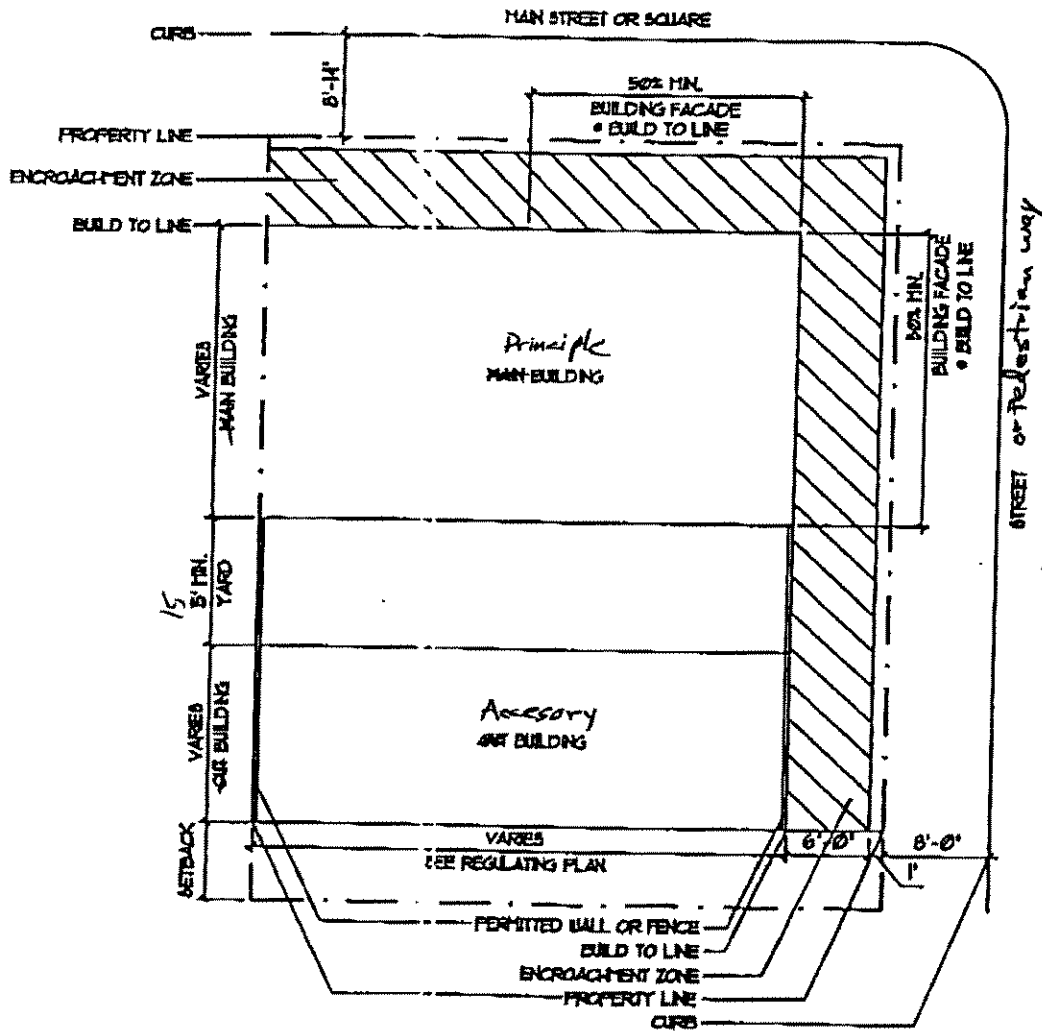 MAIN STREET OR SQUARE
CURB
8'-14'
50% MIN.
BUILDING FACADE
@ BUILD TO LINE
PROPERTY LINE
ENCROACHMENT ZONE
BUILD TO LINE
50% MIN.
BUILDING FACADE
@ BUILD TO LINE
STREET or Pedestrian way
VARIES
MAIN BUILDING
Principle
MAIN BUILDING
15
5' MIN.
YARD
VARIES
OUT BUILDING
Accesory
OUT BUILDING
SETBACK
VARIES
SEE REGULATING PLAN
6'-0"
8'-0"
1'
PERMITTED WALL OR FENCE
BUILD TO LINE
ENCROACHMENT ZONE
PROPERTY LINE
CURB